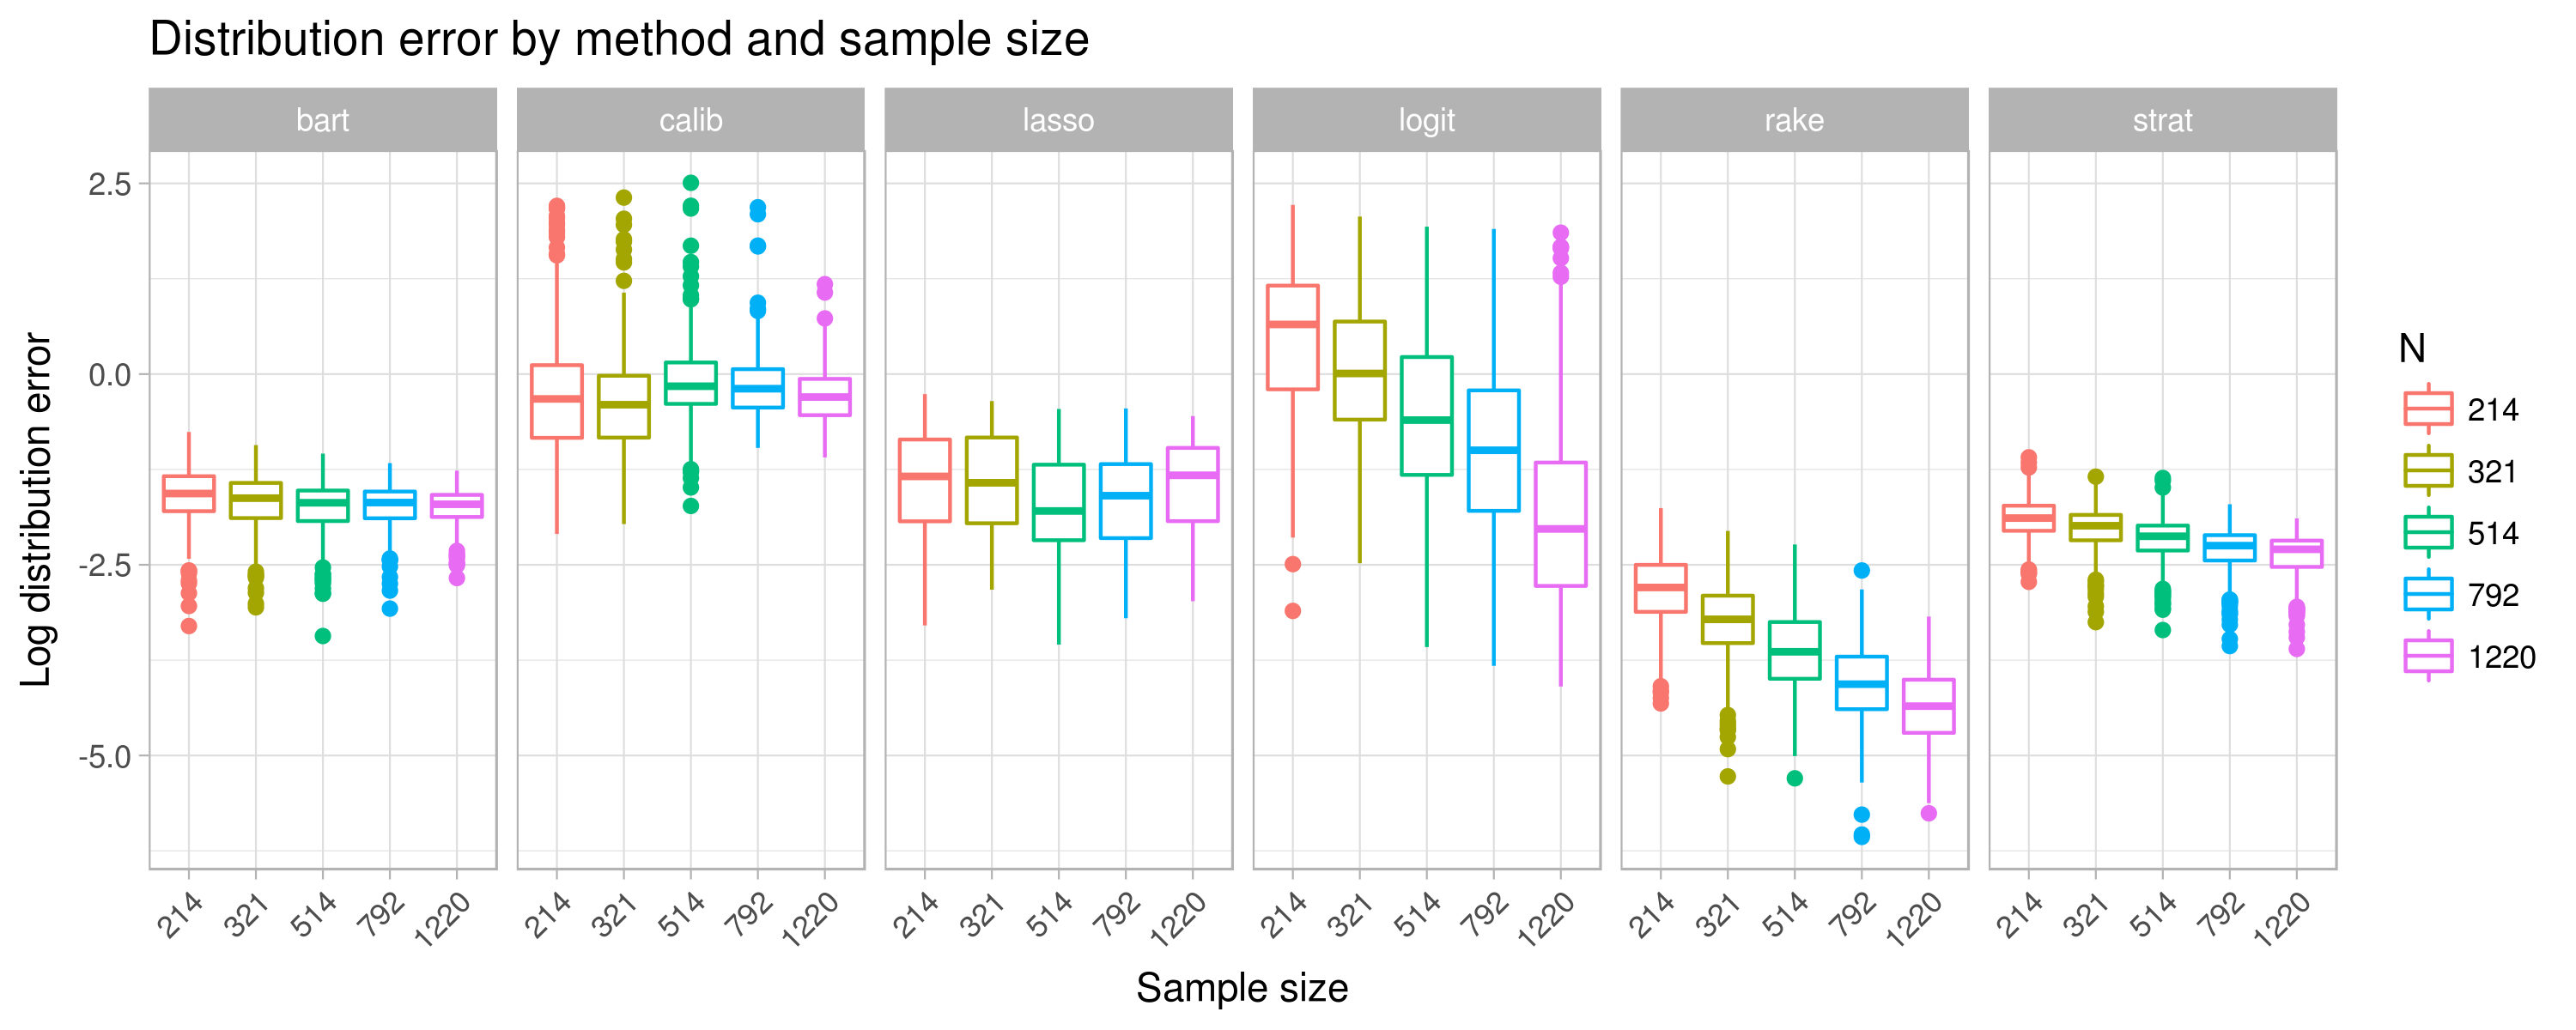 Distribution error by method and sample size
bart calib lasso logit rake strat
Log distribution error
2.5
0.0
-2.5
-5.0
214 321 514 792 1220 214 321 514 792 1220 214 321 514 792 1220 214 321 514 792 1220 214 321 514 792 1220 214 321 514 792 1220
Sample size
N
214
321
514
792
1220